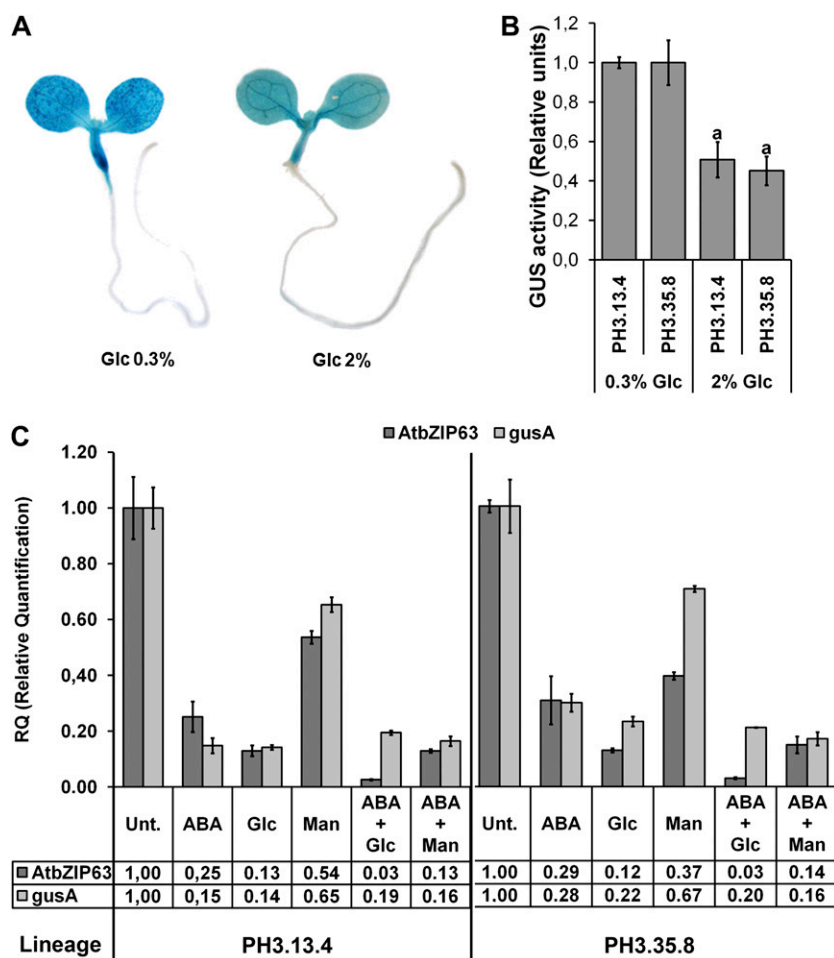 A
Glc 0.3%
Glc 2%
B
GUS activity (Relative units)
1,2
1,0
0,8
0,6
0,4
0,2
0,0
a
a
PH3.13.4
PH3.35.8
PH3.13.4
PH3.35.8
0.3% Glc
2% Glc
C
AtbZIP63 gusA
RQ (Relative Quantification)
1.20
1.00
0.80
0.60
0.40
0.20
0.00
Unt. ABA Glc Man ABA + Glc ABA + Man Unt. ABA Glc Man ABA + Glc ABA + Man
AtbZIP63 1,00 0,25 0.13 0.54 0.03 0.13 1.00 0.29 0.12 0.37 0.03 0.14
gusA 1,00 0,15 0.14 0.65 0.19 0.16 1.00 0.28 0.22 0.67 0.20 0.16
Lineage PH3.13.4 PH3.35.8